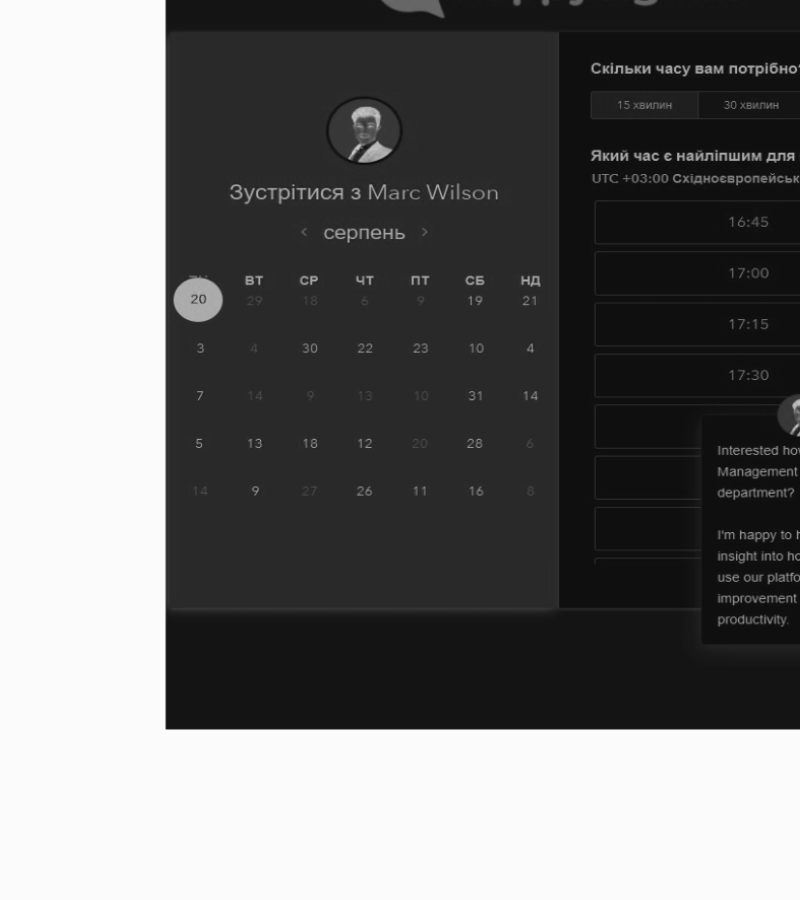 Зустрітися з Marc Wilson
‹ серпень ›
ВТ СР ЧТ ПТ СБ НД
20 29 18 6 9 19 21
3 4 30 22 23 10 4
7 14 9 13 10 31 14
5 13 18 12 20 28 6
14 9 27 26 11 16 8
Скільки часу вам потрібно?
15 хвилин 30 хвилин
Який час є найліпшим для
UTC +03:00 Східноєвропейськ
16:45
17:00
17:15
17:30
Interested how
Management
department?
I'm happy to h
insight into ho
use our platfo
improvement
productivity.